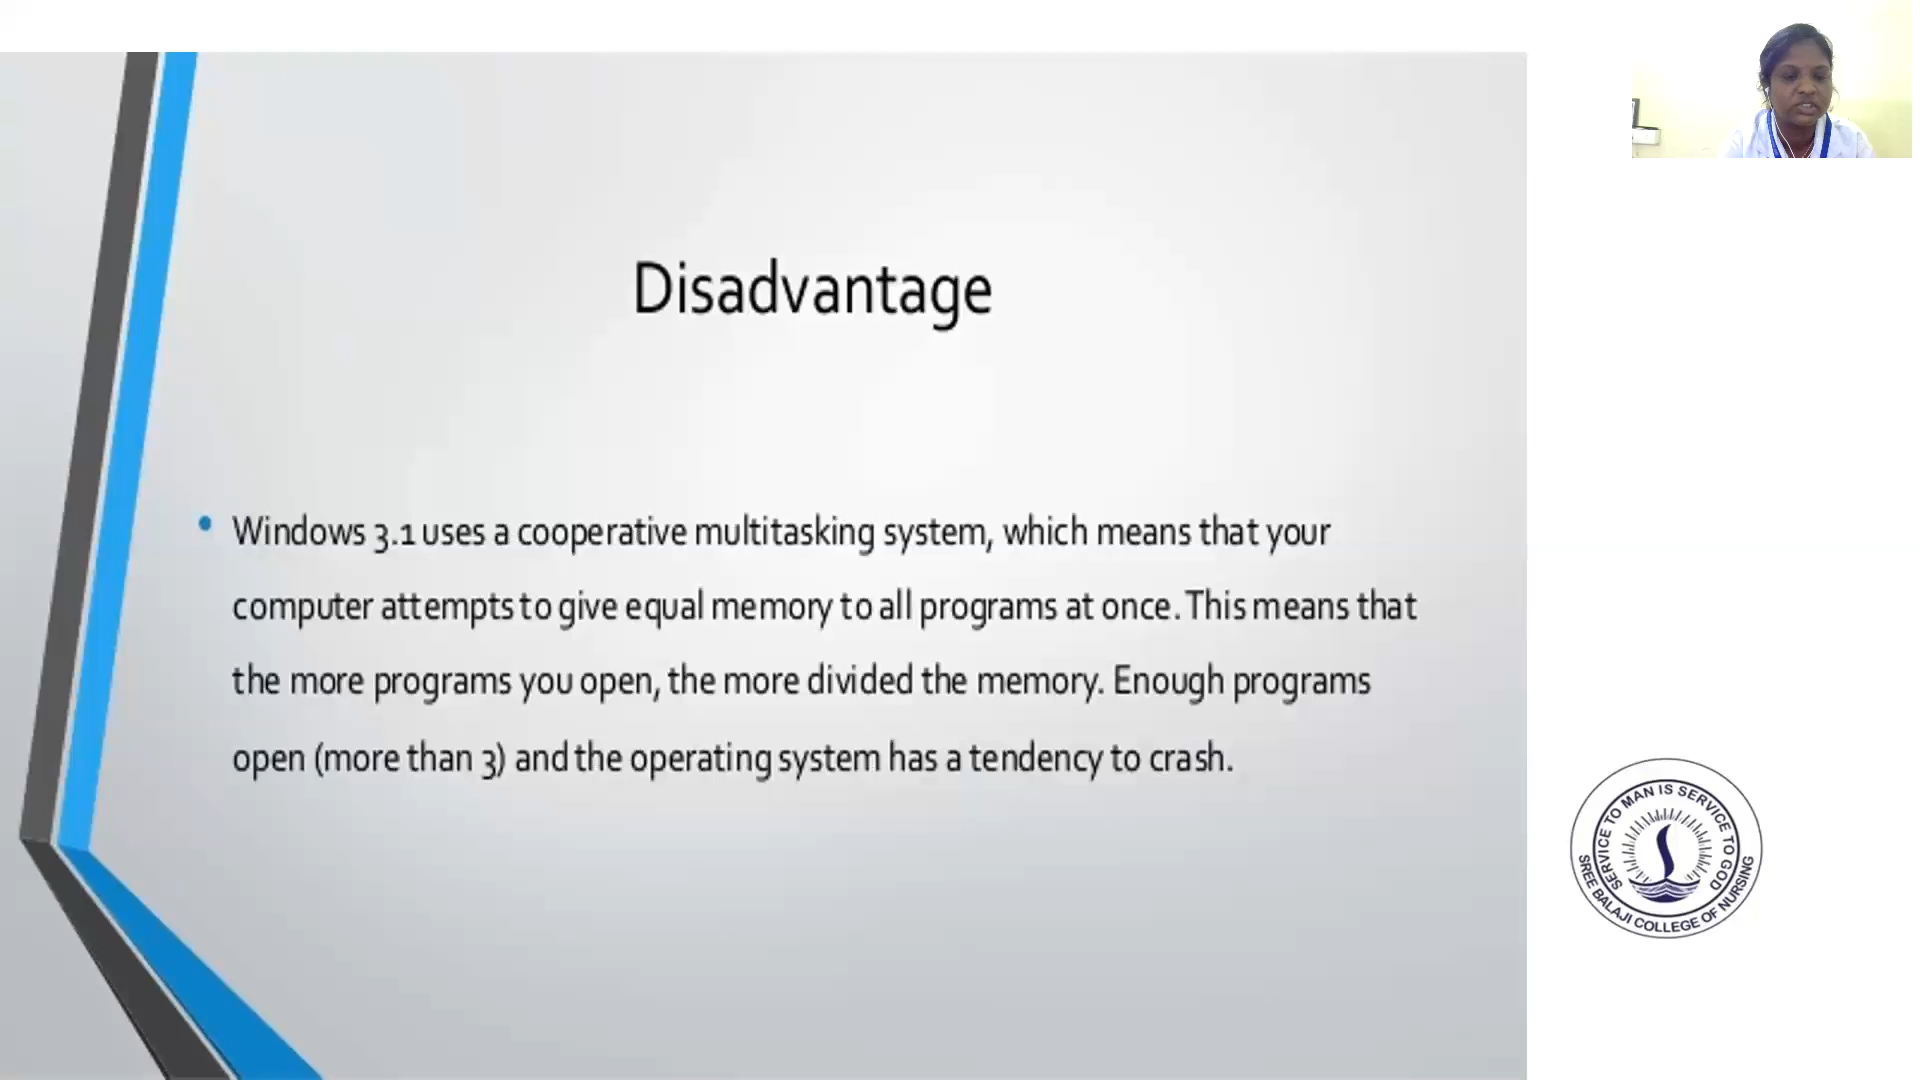 Disadvantage
• Windows 3.1 uses a cooperative multitasking system, which means that your
computer attempts to give equal memory to all programs at once. This means that
the more programs you open, the more divided the memory. Enough programs
open (more than 3) and the operating system has a tendency to crash.
SERVICE TO MAN IS SERVICE TO GOD
SREE BALAJI COLLEGE OF NURSING